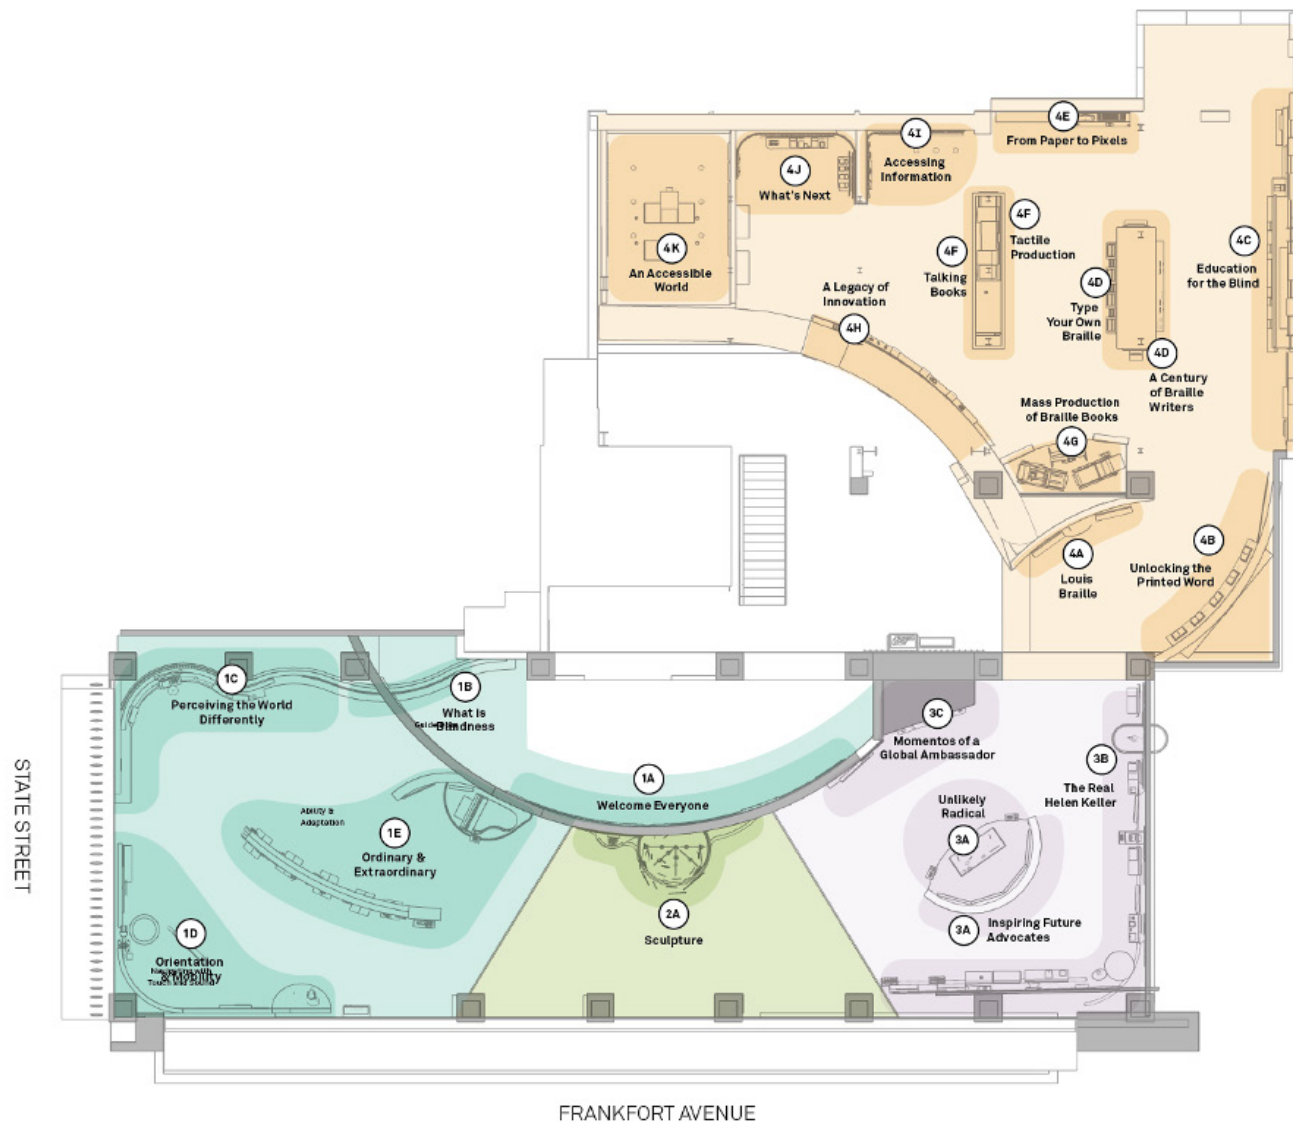 4E
From Paper to Pixels
4I
Accessing
Information
4J
What's Next
4F
Tactile
Production
4K
An Accessible
World
4F
Talking
Books
4C
Education
for the Blind
4D
Type
Your Own
Braille
A Legacy of
Innovation
4H
4D
A Century
of Braille
Writers
Mass Production
of Braille Books
4G
4A
Louis
Braille
4B
Unlocking the
Printed Word
1C
Perceiving the World
Differently
1B
What is
Blindness
3C
Momentos of a
Global Ambassador
1A
Welcome Everyone
3B
The Real
Helen Keller
Unlikely
Radical
3A
Ability &
Adaptation
1E
Ordinary &
Extraordinary
2A
Sculpture
3A
Inspiring Future
Advocates
1D
Orientation
& Mobility
Navigating with
Touch and Sound
STATE STREET
FRANKFORT AVENUE